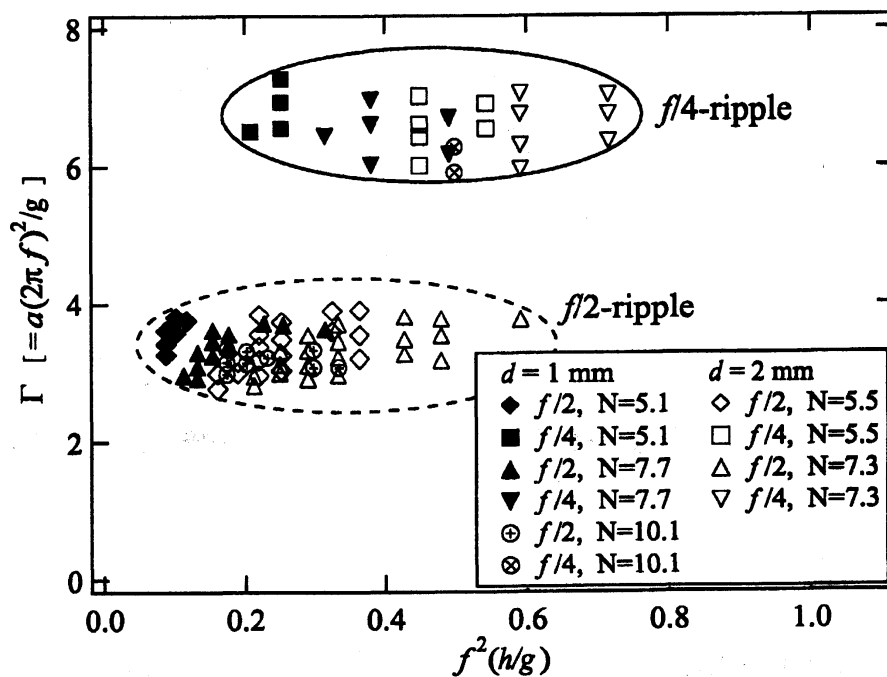 8
6
4
2
0
Γ [=a(2πf)²/g]
f/4-ripple
f/2-ripple
d = 1 mm d = 2 mm
f/2, N=5.1 f/2, N=5.5
f/4, N=5.1 f/4, N=5.5
f/2, N=7.7 f/2, N=7.3
f/4, N=7.7 f/4, N=7.3
f/2, N=10.1
f/4, N=10.1
0.0 0.2 0.4 0.6 0.8 1.0
f²(h/g)